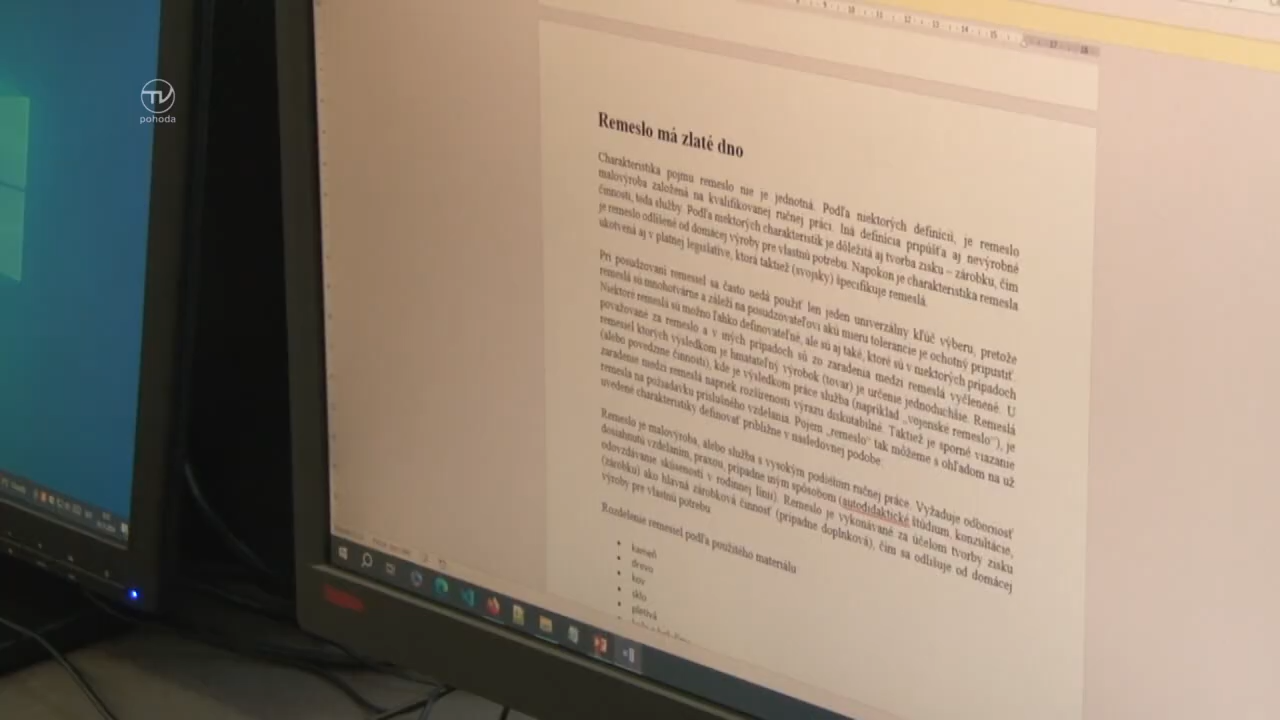 TV
pohoda
Remeslo má zlaté dno
Charakteristika pojmu remeslo nie je jednotná. Podľa niektorých definícií, je remeslo
malovýroba založená na kvalifikovanej ručnej práci. Iná definícia pripúšťa aj nevýrobné
činnosti, teda služby. Podľa niektorých charakteristík je dôležitá aj tvorba zisku – zárobku, čím
je remeslo odlíšené od domácej výroby pre vlastnú potrebu. Napokon je charakteristika remesla
ukotvená aj v platnej legislatíve, ktorá taktiež (svojsky) špecifikuje remeslá.
Pri posudzovaní remesiel sa často nedá použiť len jeden univerzálny kľúč výberu, pretože
remeslá sú mnohotvárne a záleží na posudzovateľovi akú mieru tolerancie je ochotný pripustiť.
Niektoré remeslá sú možno ľahko definovateľné, ale sú aj také, ktoré sú v niektorých prípadoch
považované za remeslo a v iných prípadoch sú zo zaradenia medzi remeslá vyčlenené. U
remesiel ktorých výsledkom je hmatateľný výrobok (tovar) je určenie jednoduchšie. Remeslá
(alebo povedzme činnosti), kde je výsledkom práce služba (napríklad „vojenské remeslo“), je
zaradenie medzi remeslá napriek rozšírenosti výrazu diskutabilné. Taktiež je sporné viazanie
remesla na požiadavku príslušného vzdelania. Pojem „remeslo“ tak môžeme s ohľadom na už
uvedené charakteristiky definovať približne v následovnej podobe:
Remeslo je malovýroba, alebo služba s vysokým podielom ručnej práce. Vyžaduje odbornosť
dosiahnutú vzdelaním, praxou, prípadne iným spôsobom (autodidaktické štúdium, konzultácie,
odovzdávanie skúseností v rodinnej línii). Remeslo je vykonávané za účelom tvorby zisku
(zárobku) ako hlavná zárobková činnosť (prípadne doplnková), čím sa odlišuje od domácej
výroby pre vlastnú potrebu.
Rozdelenie remesiel podľa použitého materiálu
• kameň
• drevo
• kov
• sklo
• pletivá